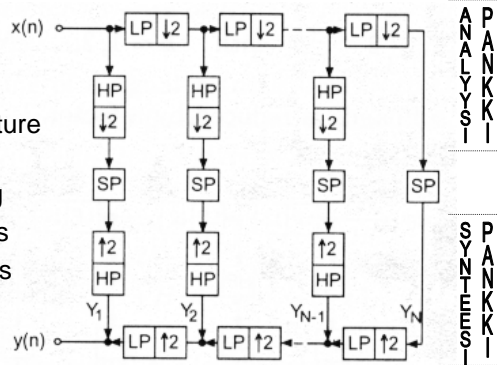 x(n) LP ↓2 LP ↓2 LP ↓2
HP HP HP
↓2 ↓2 ↓2
ture
SP SP SP SP
s
↑2 ↑2 ↑2
s
HP HP HP
Y1 Y2 YN-1 YN
y(n) LP ↑2 LP ↑2 LP ↑2
ANALYYSI
PANKKI
SYNTEESI
PANKKI